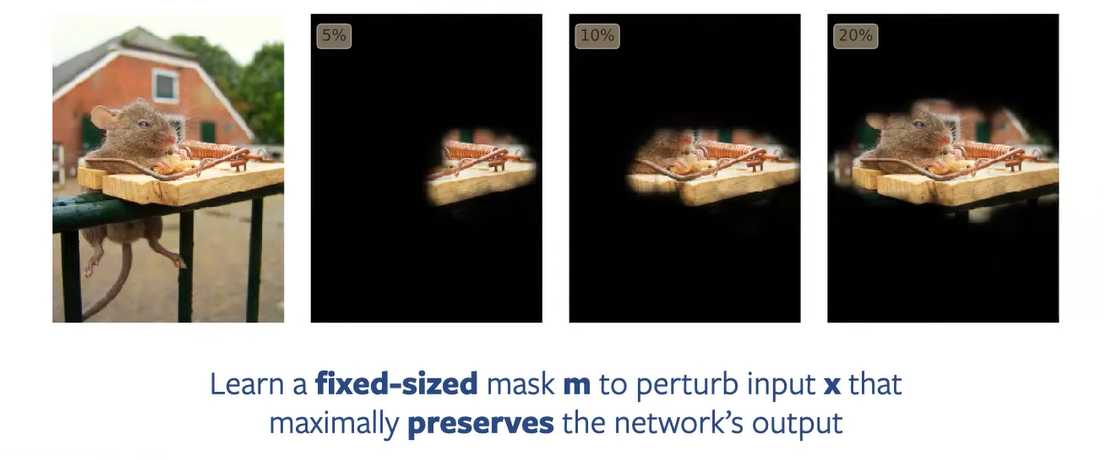 5%
10%
20%
Learn a fixed-sized mask m to perturb input x that
maximally preserves the network's output